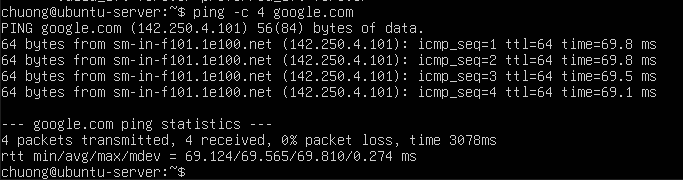 chuong@ubuntu-server:~$ ping -c 4 google.com
PING google.com (142.250.4.101) 56(84) bytes of data.
64 bytes from sm-in-f101.1e100.net (142.250.4.101): icmp_seq=1 ttl=64 time=69.8 ms
64 bytes from sm-in-f101.1e100.net (142.250.4.101): icmp_seq=2 ttl=64 time=69.8 ms
64 bytes from sm-in-f101.1e100.net (142.250.4.101): icmp_seq=3 ttl=64 time=69.5 ms
64 bytes from sm-in-f101.1e100.net (142.250.4.101): icmp_seq=4 ttl=64 time=69.1 ms
--- google.com ping statistics ---
4 packets transmitted, 4 received, 0% packet loss, time 3078ms
rtt min/avg/max/mdev = 69.124/69.565/69.810/0.274 ms
chuong@ubuntu-server:~$